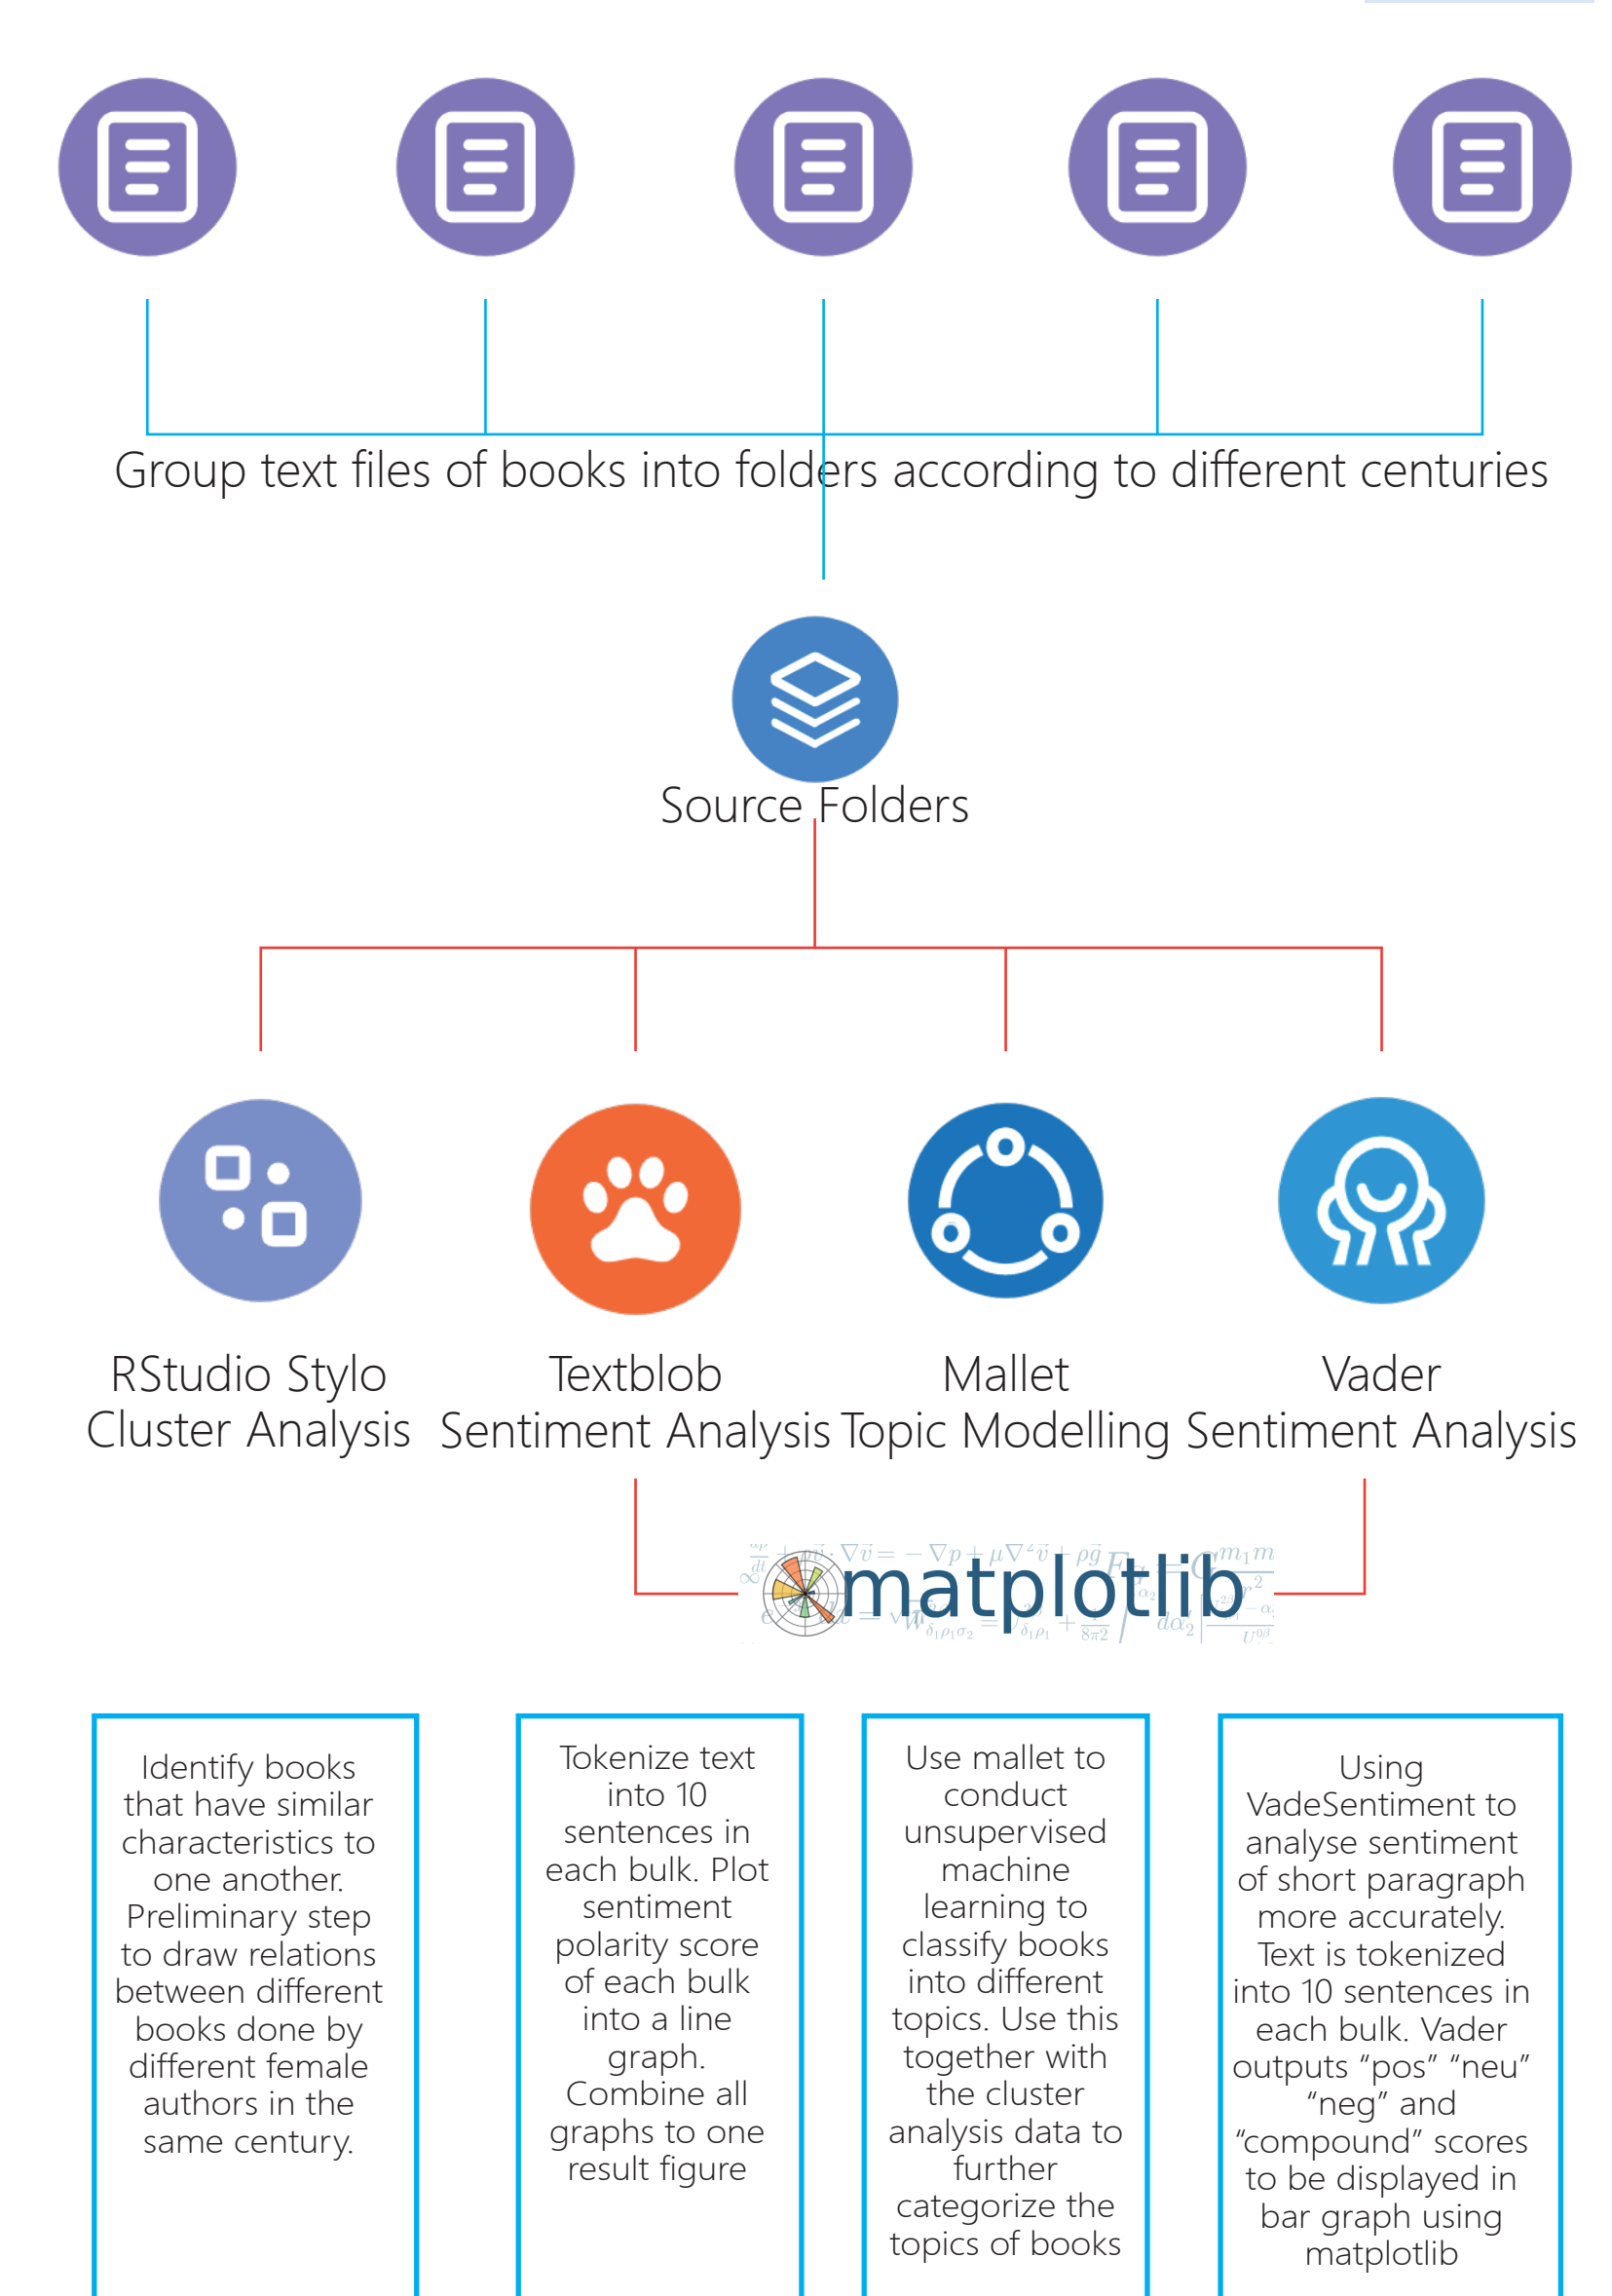 Group text files of books into folders according to different centuries
Source Folders
RStudio Stylo
Cluster Analysis
Textblob
Sentiment Analysis
Mallet
Topic Modelling
Vader
Sentiment Analysis
matplotlib
Identify books
that have similar
characteristics to
one another.
Preliminary step
to draw relations
between different
books done by
different female
authors in the
same century.
Tokenize text
into 10
sentences in
each bulk. Plot
sentiment
polarity score
of each bulk
into a line
graph.
Combine all
graphs to one
result figure
Use mallet to
conduct
unsupervised
machine
learning to
classify books
into different
topics. Use this
together with
the cluster
analysis data to
further
categorize the
topics of books
Using
VadeSentiment to
analyse sentiment
of short paragraph
more accurately.
Text is tokenized
into 10 sentences in
each bulk. Vader
outputs “pos” “neu”
“neg” and
“compound” scores
to be displayed in
bar graph using
matplotlib